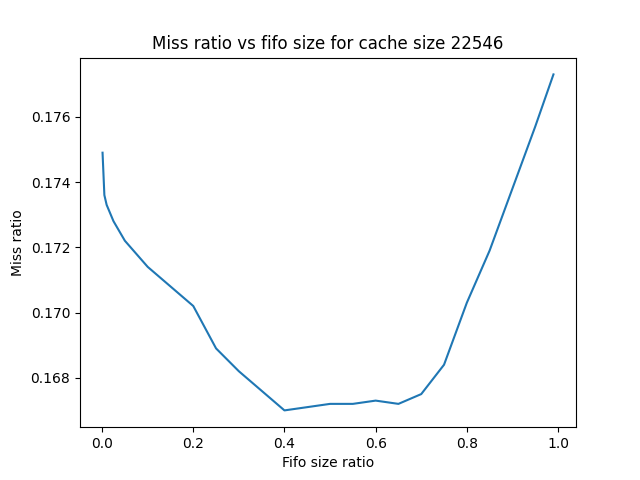 Miss ratio vs fifo size for cache size 22546
Miss ratio
0.176
0.174
0.172
0.170
0.168
0.0 0.2 0.4 0.6 0.8 1.0
Fifo size ratio